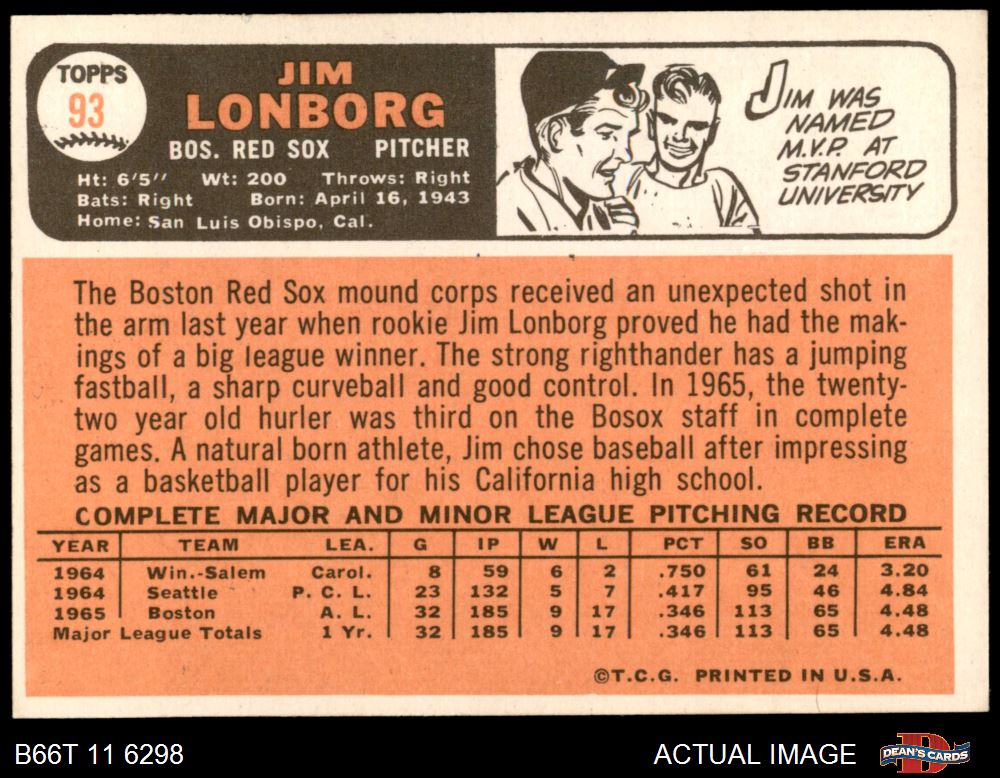 TOPPS
93
JIM
LONBORG
BOS. RED SOX PITCHER
Ht: 6'5" Wt: 200 Throws: Right
Bats: Right Born: April 16, 1943
Home: San Luis Obispo, Cal.
JIM WAS
NAMED
M.V.P. AT
STANFORD
UNIVERSITY
The Boston Red Sox mound corps received an unexpected shot in
the arm last year when rookie Jim Lonborg proved he had the mak-
ings of a big league winner. The strong righthander has a jumping
fastball, a sharp curveball and good control. In 1965, the twenty-
two year old hurler was third on the Bosox staff in complete
games. A natural born athlete, Jim chose baseball after impressing
as a basketball player for his California high school.
COMPLETE MAJOR AND MINOR LEAGUE PITCHING RECORD
YEAR TEAM LEA. G IP W L PCT SO BB ERA
1964 Win.-Salem Carol. 8 59 6 2 .750 61 24 3.20
1964 Seattle P. C. L. 23 132 5 7 .417 95 46 4.84
1965 Boston A. L. 32 185 9 17 .346 113 65 4.48
Major League Totals 1 Yr. 32 185 9 17 .346 113 65 4.48
©T.C.G. PRINTED IN U.S.A.
B66T 11 6298 ACTUAL IMAGE DEAN'S CARDS